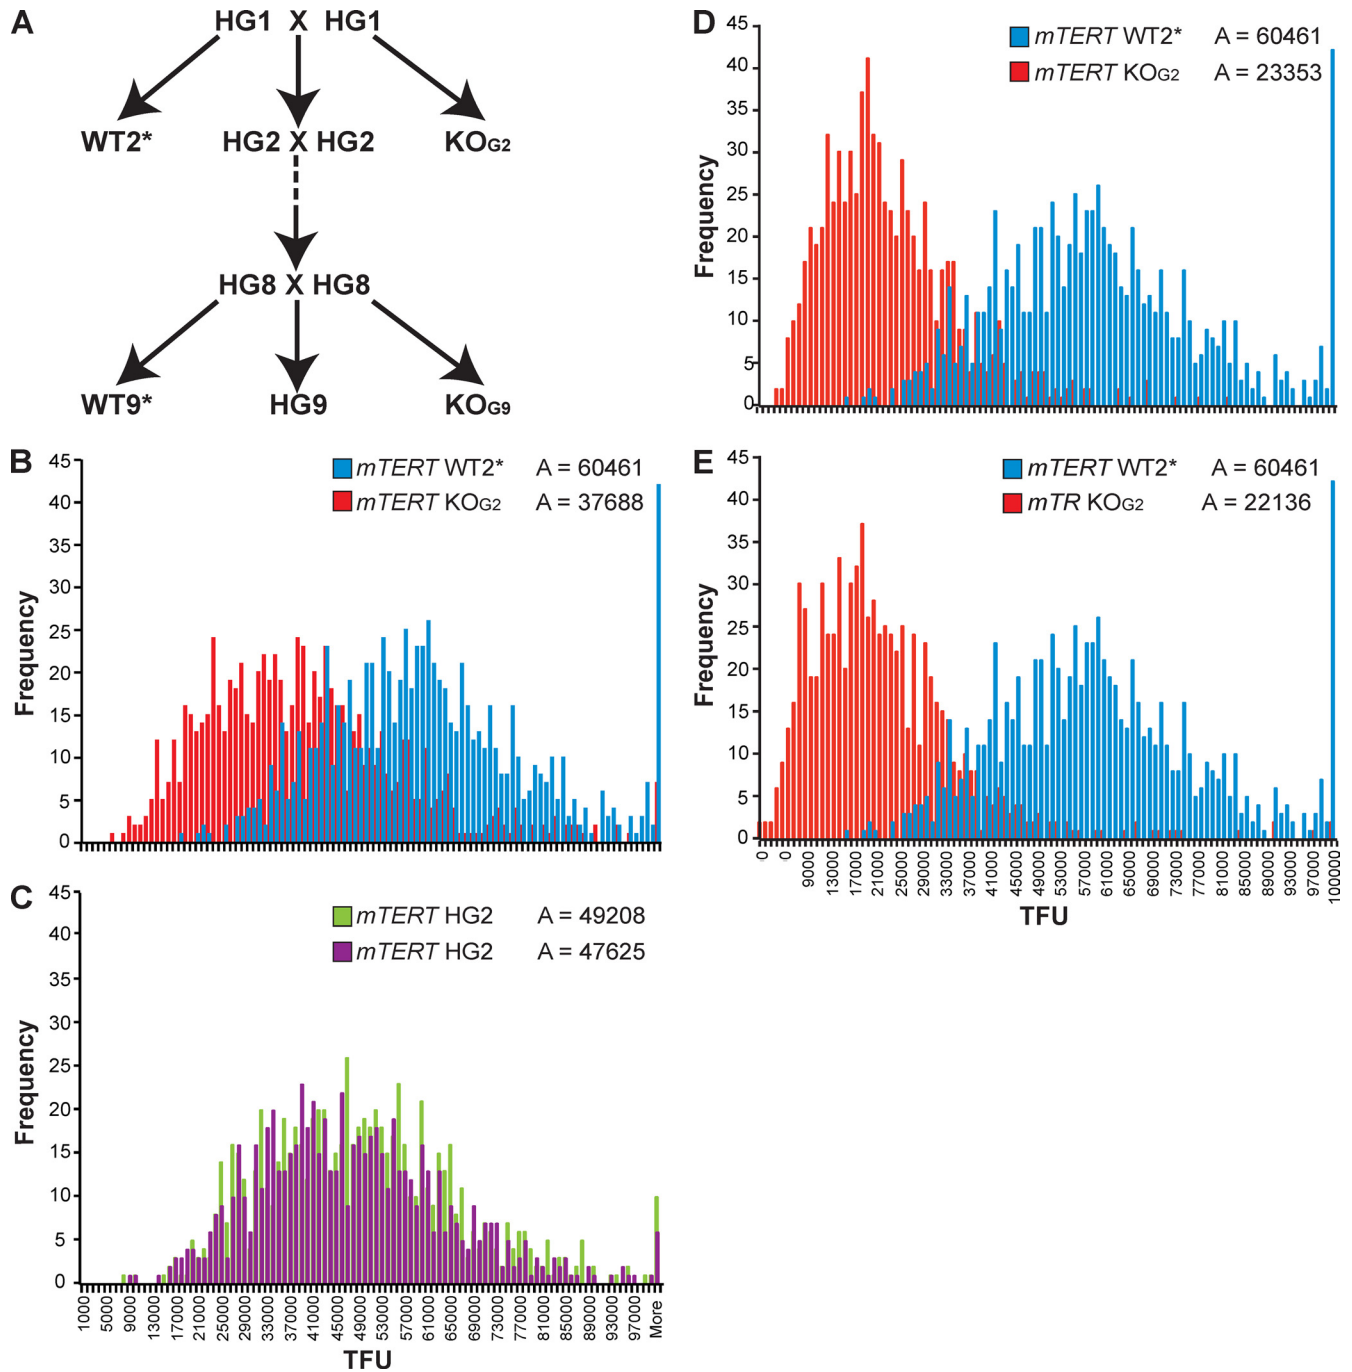 A
HG1 X HG1
WT2* HG2 X HG2 KOG2
HG8 X HG8
WT9* HG9 KOG9
B
mTERT WT2* A = 60461
mTERT KOG2 A = 37688
Frequency
45
40
35
30
25
20
15
10
5
0
C
mTERT HG2 A = 49208
mTERT HG2 A = 47625
Frequency
45
40
35
30
25
20
15
10
5
0
1000 5000 9000 13000 17000 21000 25000 29000 33000 37000 41000 45000 49000 53000 57000 61000 65000 69000 73000 77000 81000 85000 89000 93000 97000 More
TFU
D
mTERT WT2* A = 60461
mTERT KOG2 A = 23353
Frequency
45
40
35
30
25
20
15
10
5
0
E
mTERT WT2* A = 60461
mTR KOG2 A = 22136
Frequency
45
40
35
30
25
20
15
10
5
0
0 0 9000 13000 17000 21000 25000 29000 33000 37000 41000 45000 49000 53000 57000 61000 65000 69000 73000 77000 81000 85000 89000 93000 97000 100000
TFU